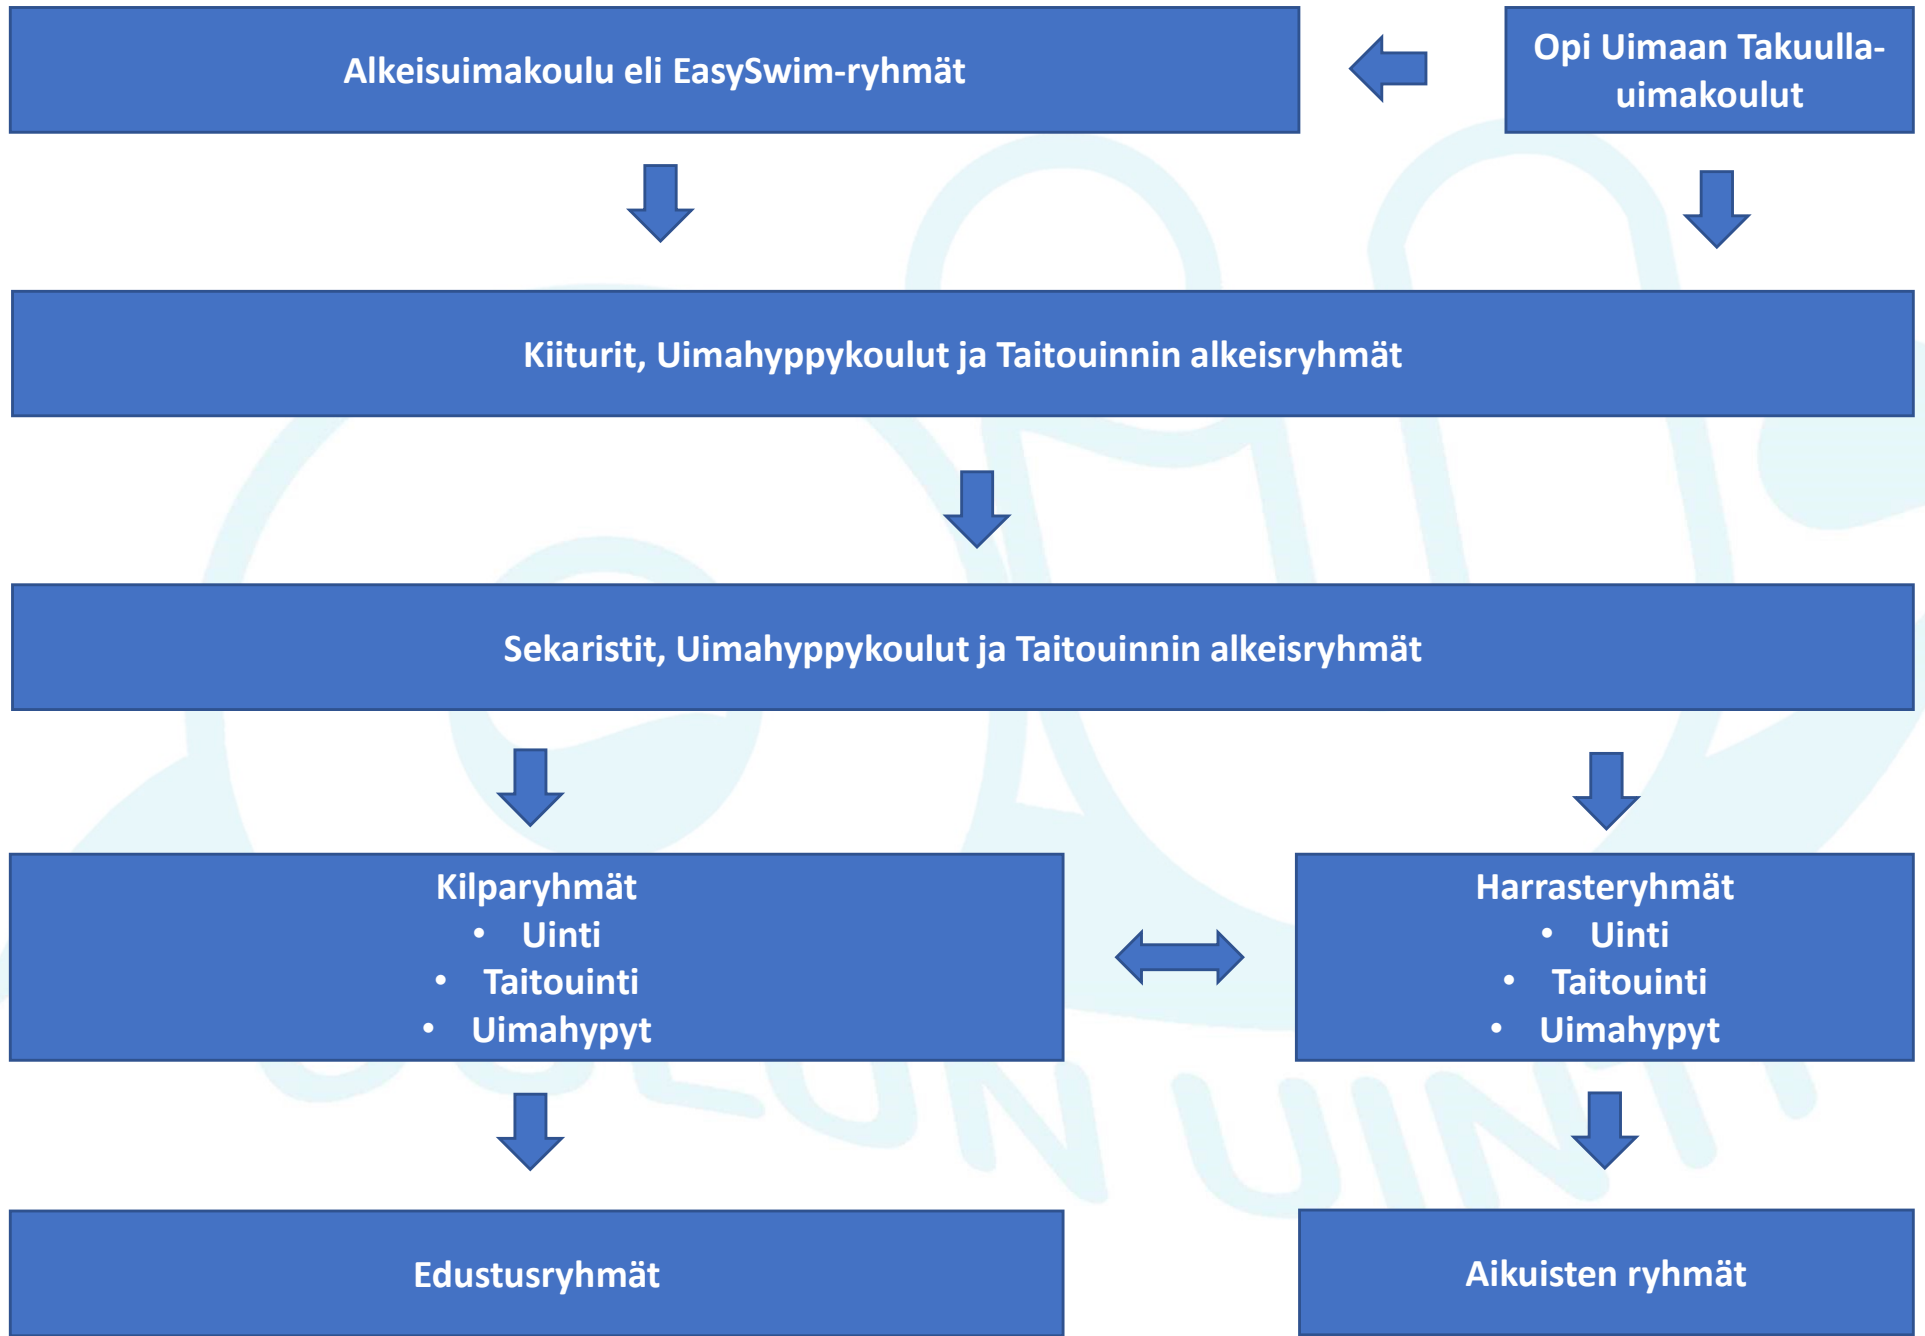 Alkeisuimakoulu eli EasySwim-ryhmät
Opi Uimaan Takuulla-
uimakoulut
Kiiturit, Uimahyppykoulut ja Taitouinnin alkeisryhmät
Sekaristit, Uimahyppykoulut ja Taitouinnin alkeisryhmät
Kilparyhmät
• Uinti
• Taitouinti
• Uimahypyt
Harrasteryhmät
• Uinti
• Taitouinti
• Uimahypyt
Edustusryhmät
Aikuisten ryhmät